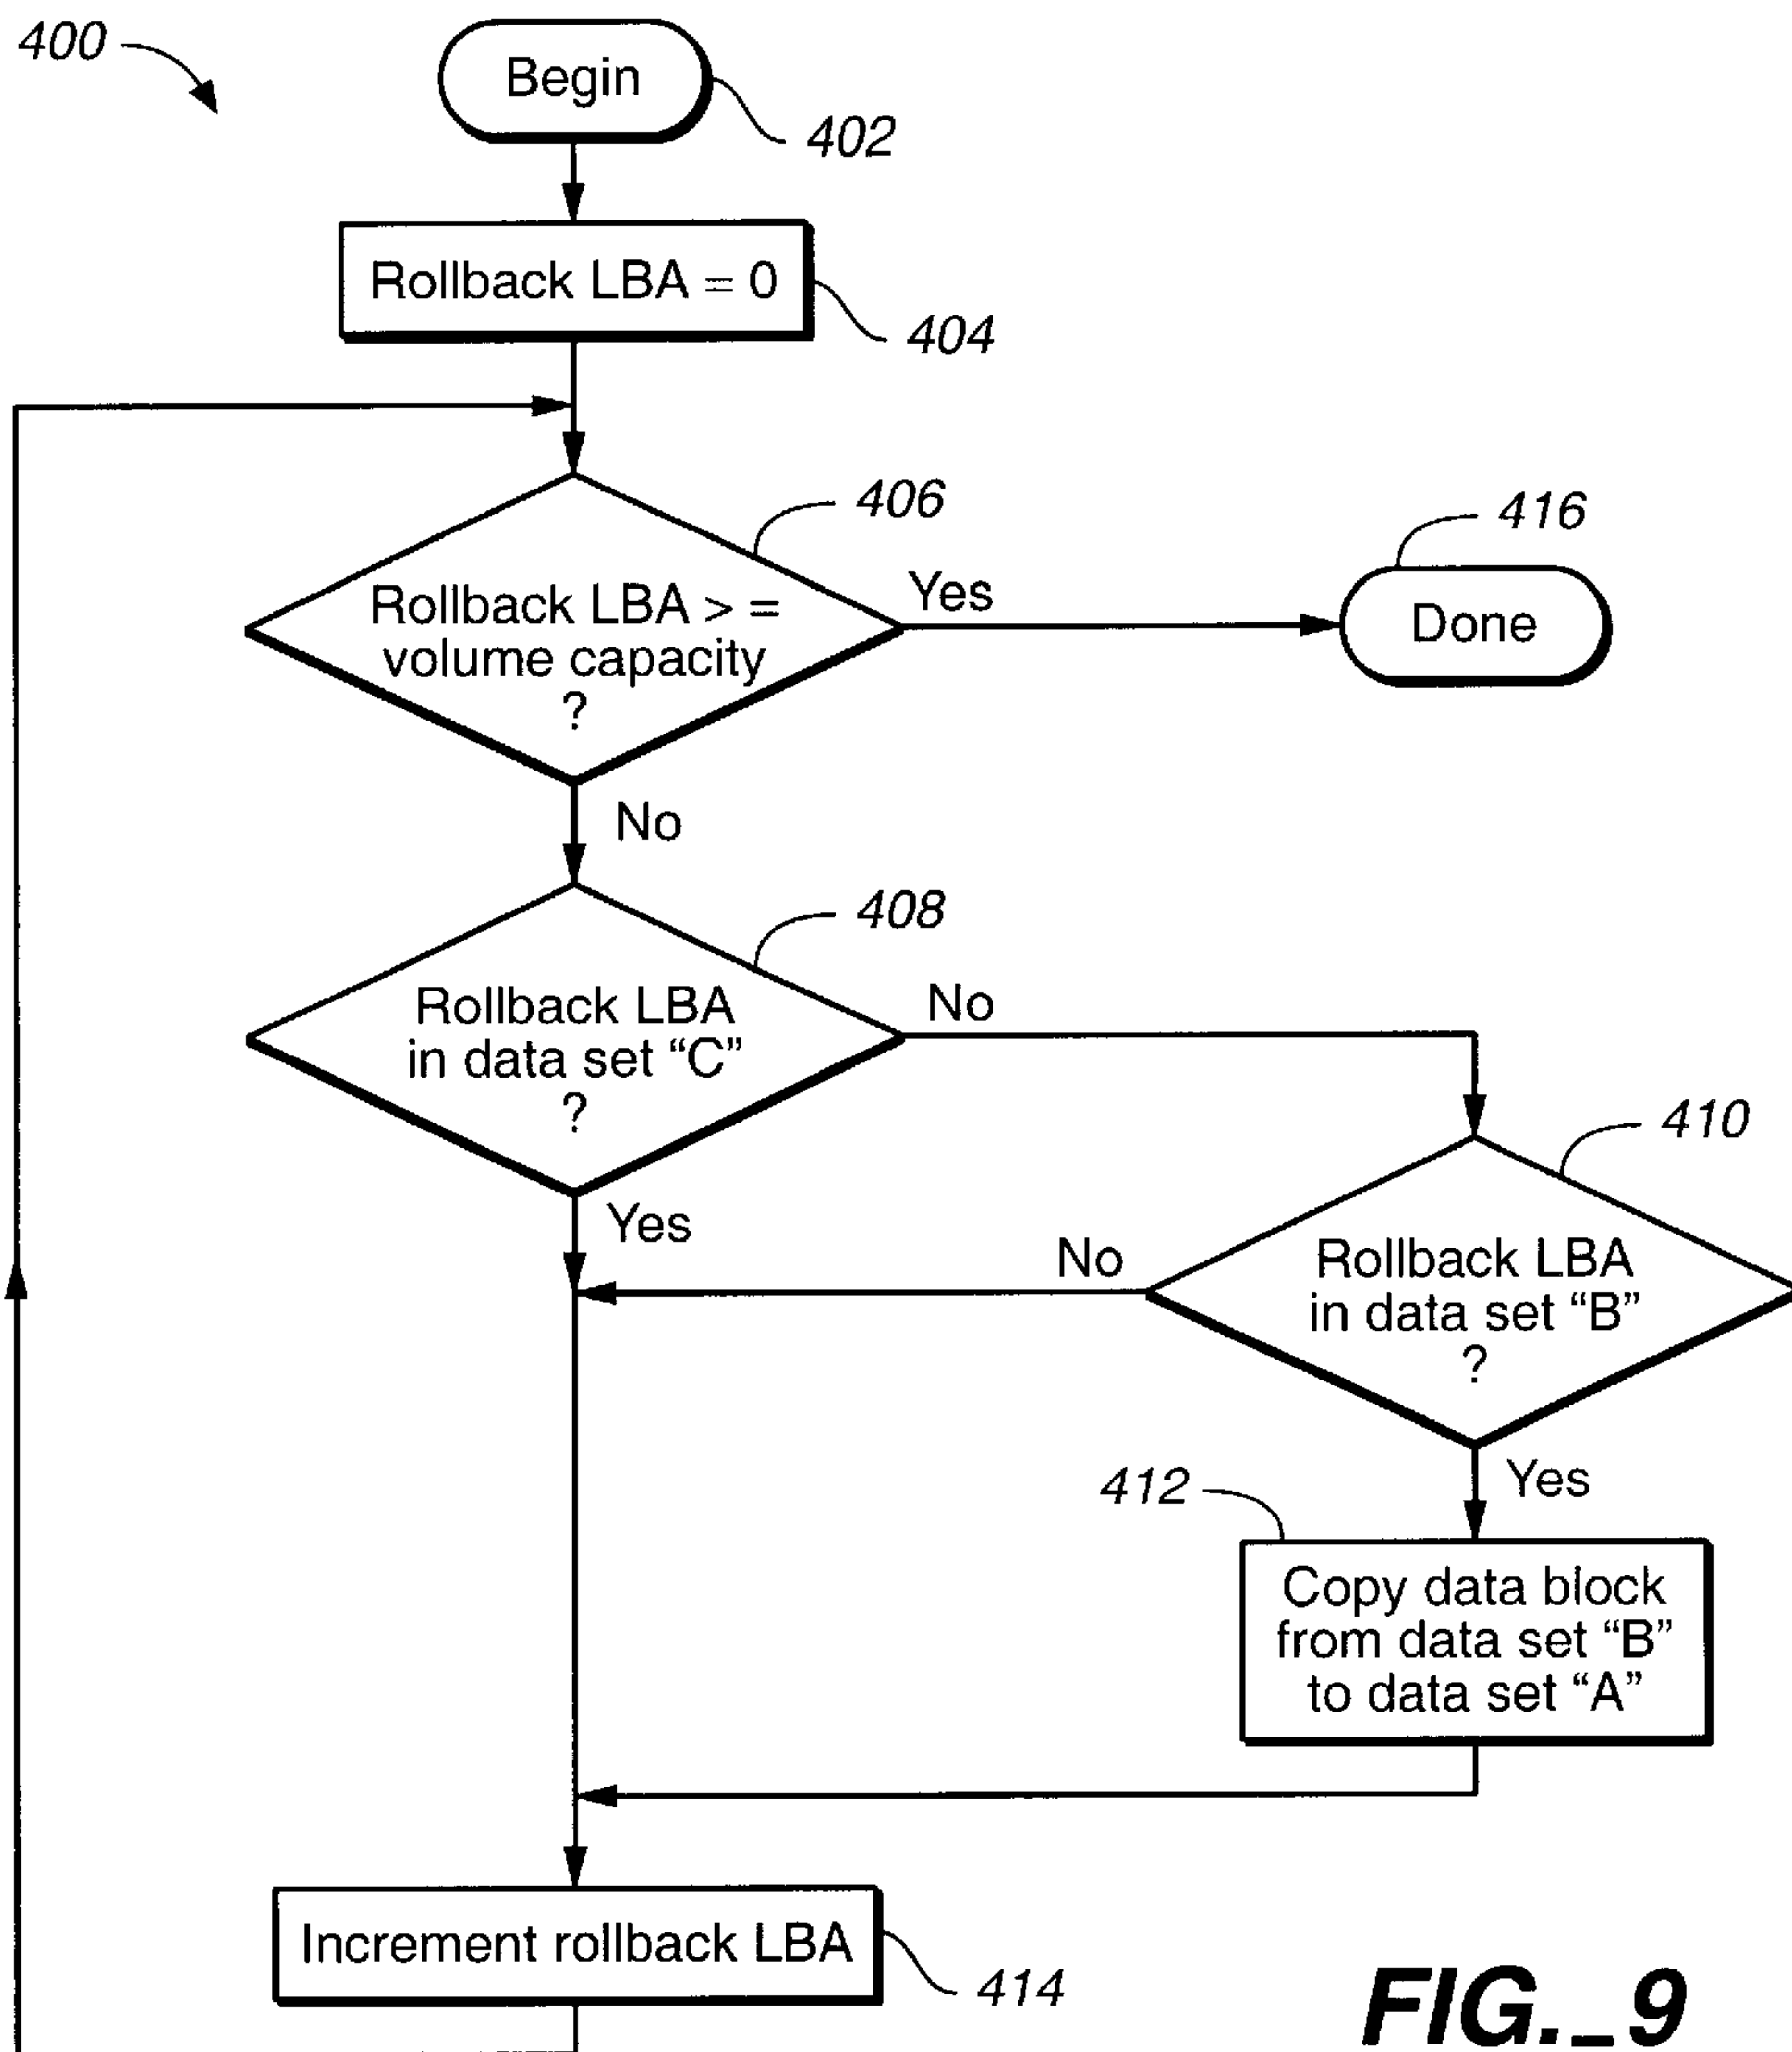 400
Begin
402
Rollback LBA = 0
404
406
Rollback LBA > =
volume capacity
?
Yes
416
Done
No
408
Rollback LBA
in data set “C”
?
No
Yes
410
Rollback LBA
in data set “B”
?
No
Yes
412
Copy data block
from data set “B”
to data set “A”
Increment rollback LBA
414
FIG._9